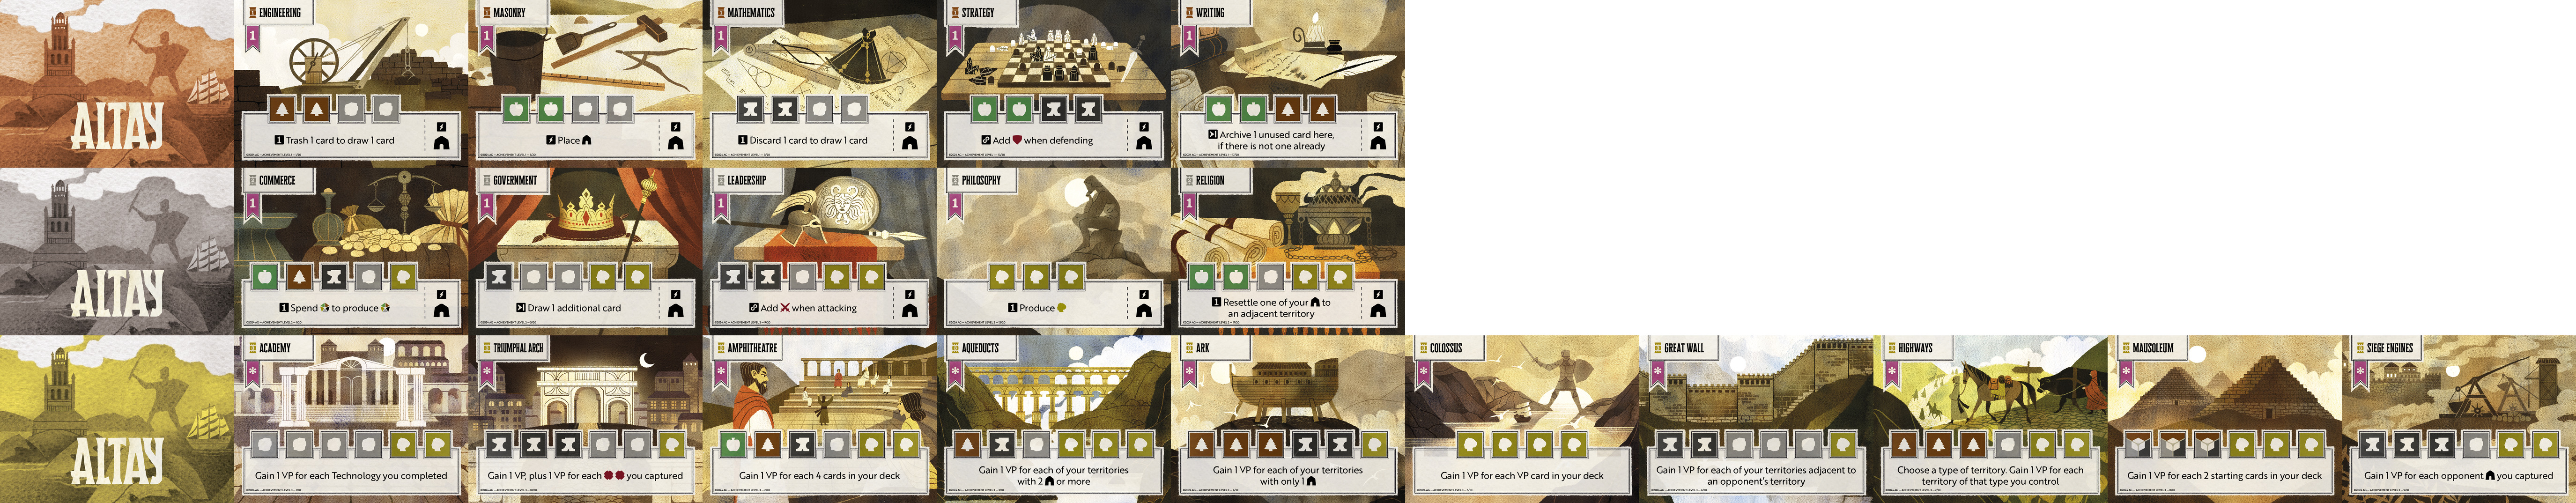 ALTAY
ENGINEERING
1
1 Trash 1 card to draw 1 card
MASONRY
1
Place
MATHEMATICS
1
1 Discard 1 card to draw 1 card
STRATEGY
1
Add when defending
WRITING
1
Archive 1 unused card here,
if there is not one already
ALTAY
COMMERCE
1
1 Spend to produce
GOVERNMENT
1
Draw 1 additional card
LEADERSHIP
1
Add when attacking
PHILOSOPHY
1
1 Produce
RELIGION
1
1 Resettle one of your to
an adjacent territory
ALTAY
ACADEMY
*
Gain 1 VP for each Technology you completed
TRIUMPHAL ARCH
*
Gain 1 VP, plus 1 VP for each you captured
AMPHITHEATRE
*
Gain 1 VP for each 4 cards in your deck
AQUEDUCTS
*
Gain 1 VP for each of your territories
with 2 or more
ARK
*
Gain 1 VP for each of your territories
with only 1
COLOSSUS
*
Gain 1 VP for each VP card in your deck
GREAT WALL
*
Gain 1 VP for each of your territories adjacent to
an opponent's territory
HIGHWAYS
*
Choose a type of territory. Gain 1 VP for each
territory of that type you control
MAUSOLEUM
*
Gain 1 VP for each 2 starting cards in your deck
SIEGE ENGINES
*
Gain 1 VP for each opponent you captured